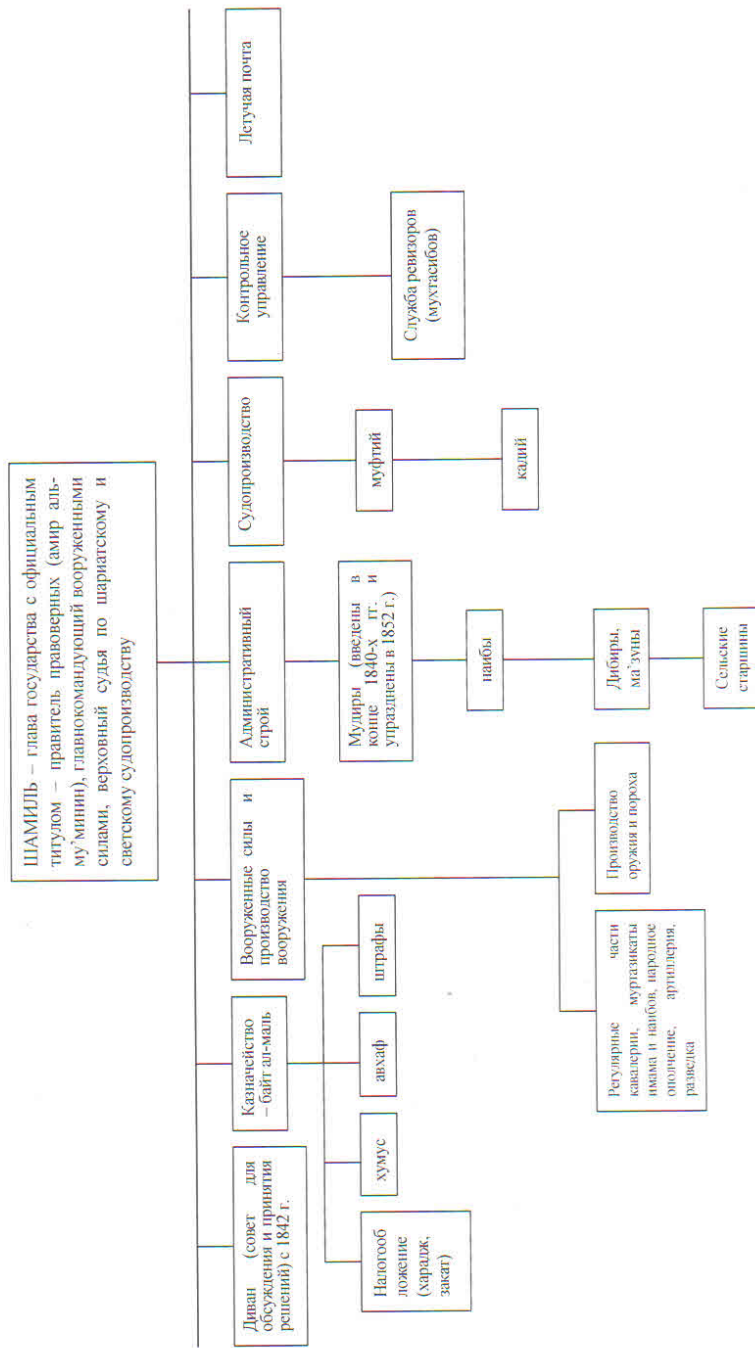 ШАМИЛЬ – глава государства с официальным
титулом – правитель правоверных (амир аль-
му’минин), главнокомандующий вооруженными
силами, верховный судья по шариатскому и
светскому судопроизводству
Диван (совет для
обсуждения и принятия
решений) с 1842 г.
Казначейство
– байт ал-маль
Вооруженные силы и
производство
вооружения
Административный
строй
Судопроизводство
Контрольное
управление
Летучая почта
Налогооб
ложение
(харадж,
закат)
хумус
авхаф
штрафы
Регулярные части
кавалерии, муртазикаты
имама и наибов, народное
ополчение, артиллерия,
разведка
Производство
оружия и пороха
Мудиры (введены в
конце 1840-х гг. и
упразднены в 1852 г.)
наибы
Дибиры,
ма’зуны
Сельские
старшины
муфтий
кадий
Служба ревизоров
(мухтасибов)